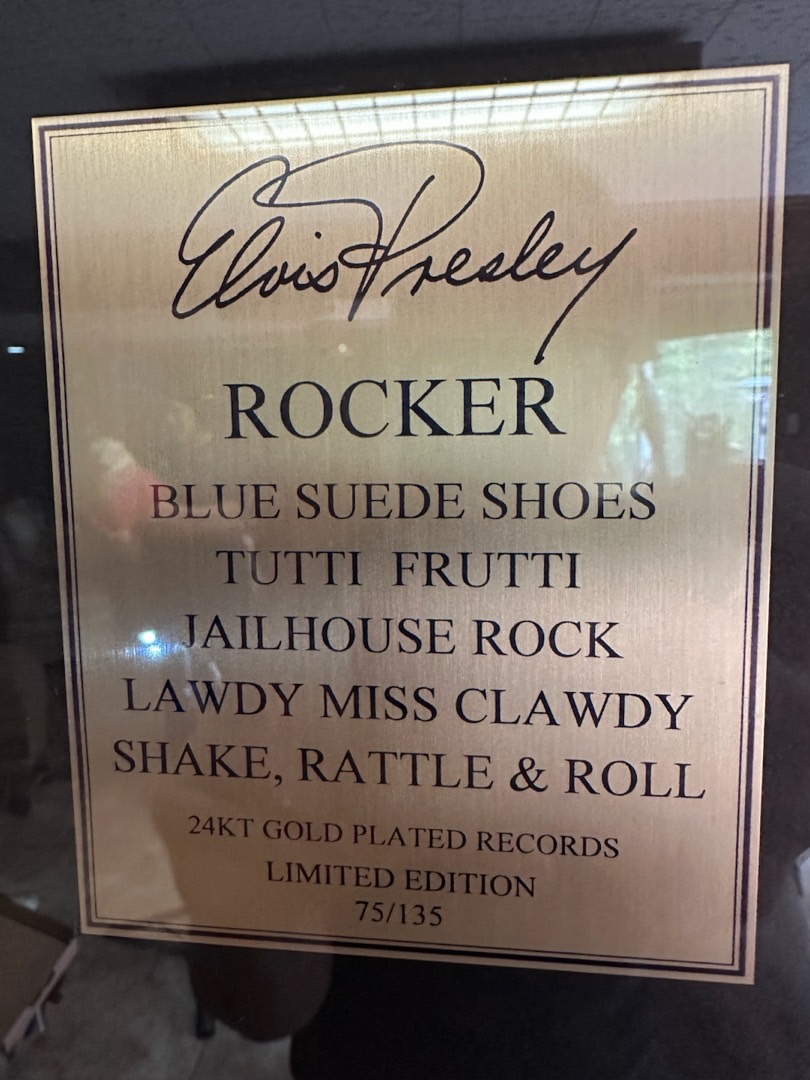 Elvis Presley
ROCKER
BLUE SUEDE SHOES
TUTTI FRUTTI
JAILHOUSE ROCK
LAWDY MISS CLAWDY
SHAKE, RATTLE & ROLL
24KT GOLD PLATED RECORDS
LIMITED EDITION
75/135